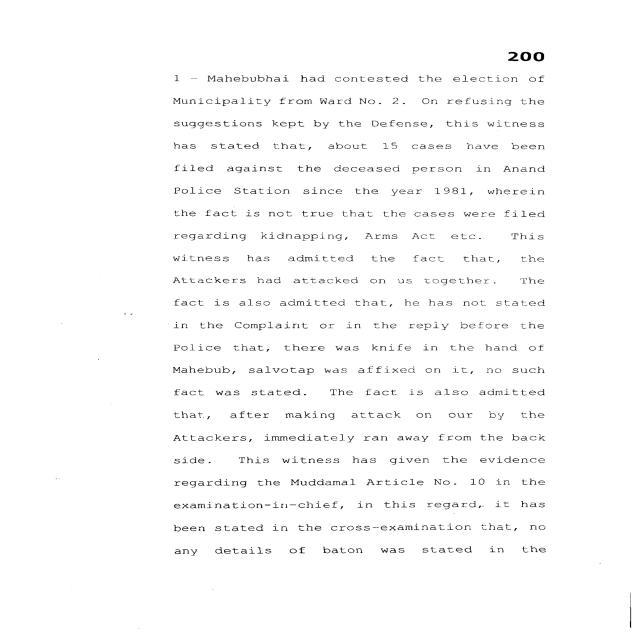 200
1 - Mahebubhai had contested the election of
Municipality from Ward No. 2. On refusing the
suggestions kept by the Defense, this witness
has stated that, about 15 cases have been
filed against the deceased person in Anand
Police Station since the year 1981, wherein
the fact is not true that the cases were filed
regarding kidnapping, Arms Act etc. This
witness has admitted the fact that, the
Attackers had attacked on us together. The
fact is also admitted that, he has not stated
in the Complaint or in the reply before the
Police that, there was knife in the hand of
Mahebub, salvotap was affixed on it, no such
fact was stated. The fact is also admitted
that, after making attack on our by the
Attackers, immediately ran away from the back
side. This witness has given the evidence
regarding the Muddamal Article No. 10 in the
examination-in-chief, in this regard, it has
been stated in the cross-examination that, no
any details of baton was stated in the